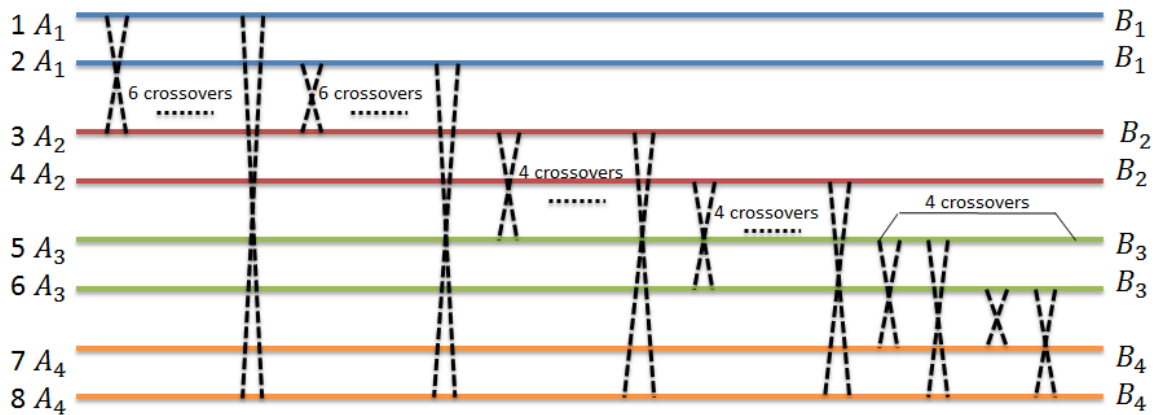 1 A₁ B₁
2 A₁ B₁
6 crossovers 6 crossovers
3 A₂ B₂
4 A₂ B₂
4 crossovers
4 crossovers 4 crossovers
5 A₃ B₃
6 A₃ B₃
7 A₄ B₄
8 A₄ B₄